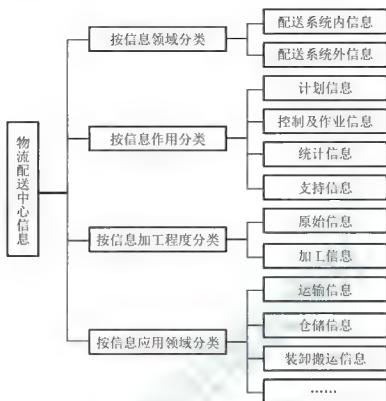 物流配送中心信息
按信息领域分类
配送系统内信息
配送系统外信息
按信息作用分类
计划信息
控制及作业信息
统计信息
支持信息
按信息加工程度分类
原始信息
加工信息
按信息应用领域分类
运输信息
仓储信息
装卸搬运信息
……